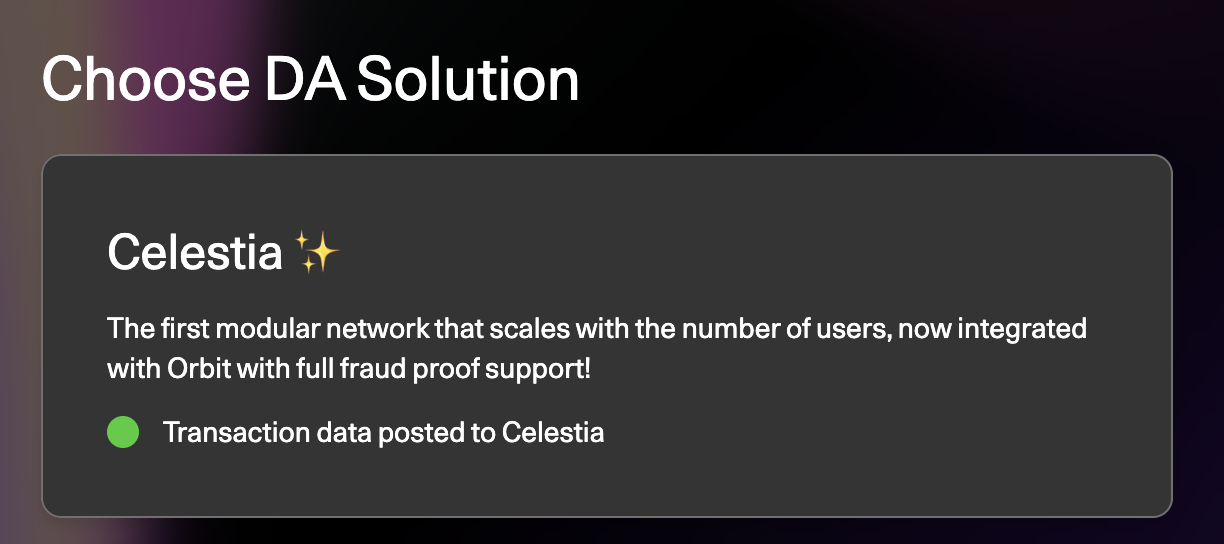 Choose DA Solution
Celestia ✨
The first modular network that scales with the number of users, now integrated
with Orbit with full fraud proof support!
Transaction data posted to Celestia